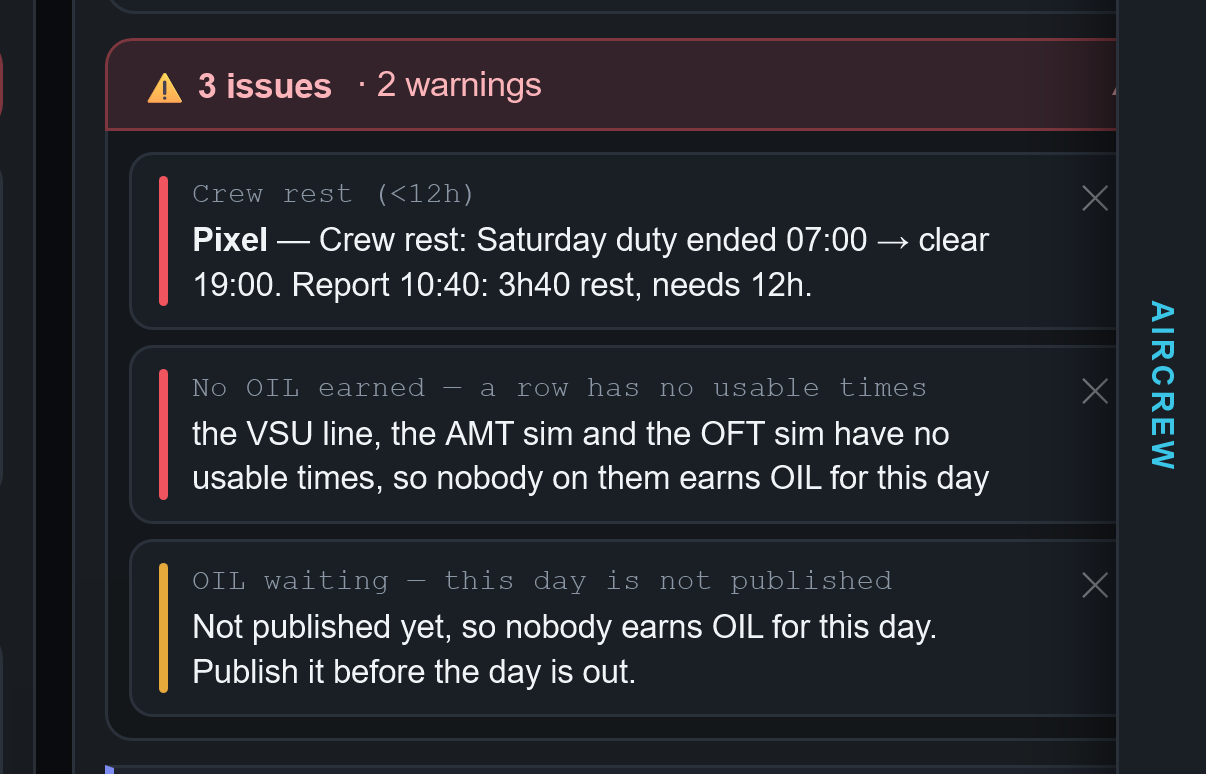 3 issues · 2 warnings
Crew rest (<12h)
Pixel — Crew rest: Saturday duty ended 07:00 → clear
19:00. Report 10:40: 3h40 rest, needs 12h.
No OIL earned — a row has no usable times
the VSU line, the AMT sim and the OFT sim have no
usable times, so nobody on them earns OIL for this day
OIL waiting — this day is not published
Not published yet, so nobody earns OIL for this day.
Publish it before the day is out.
AIRCREW